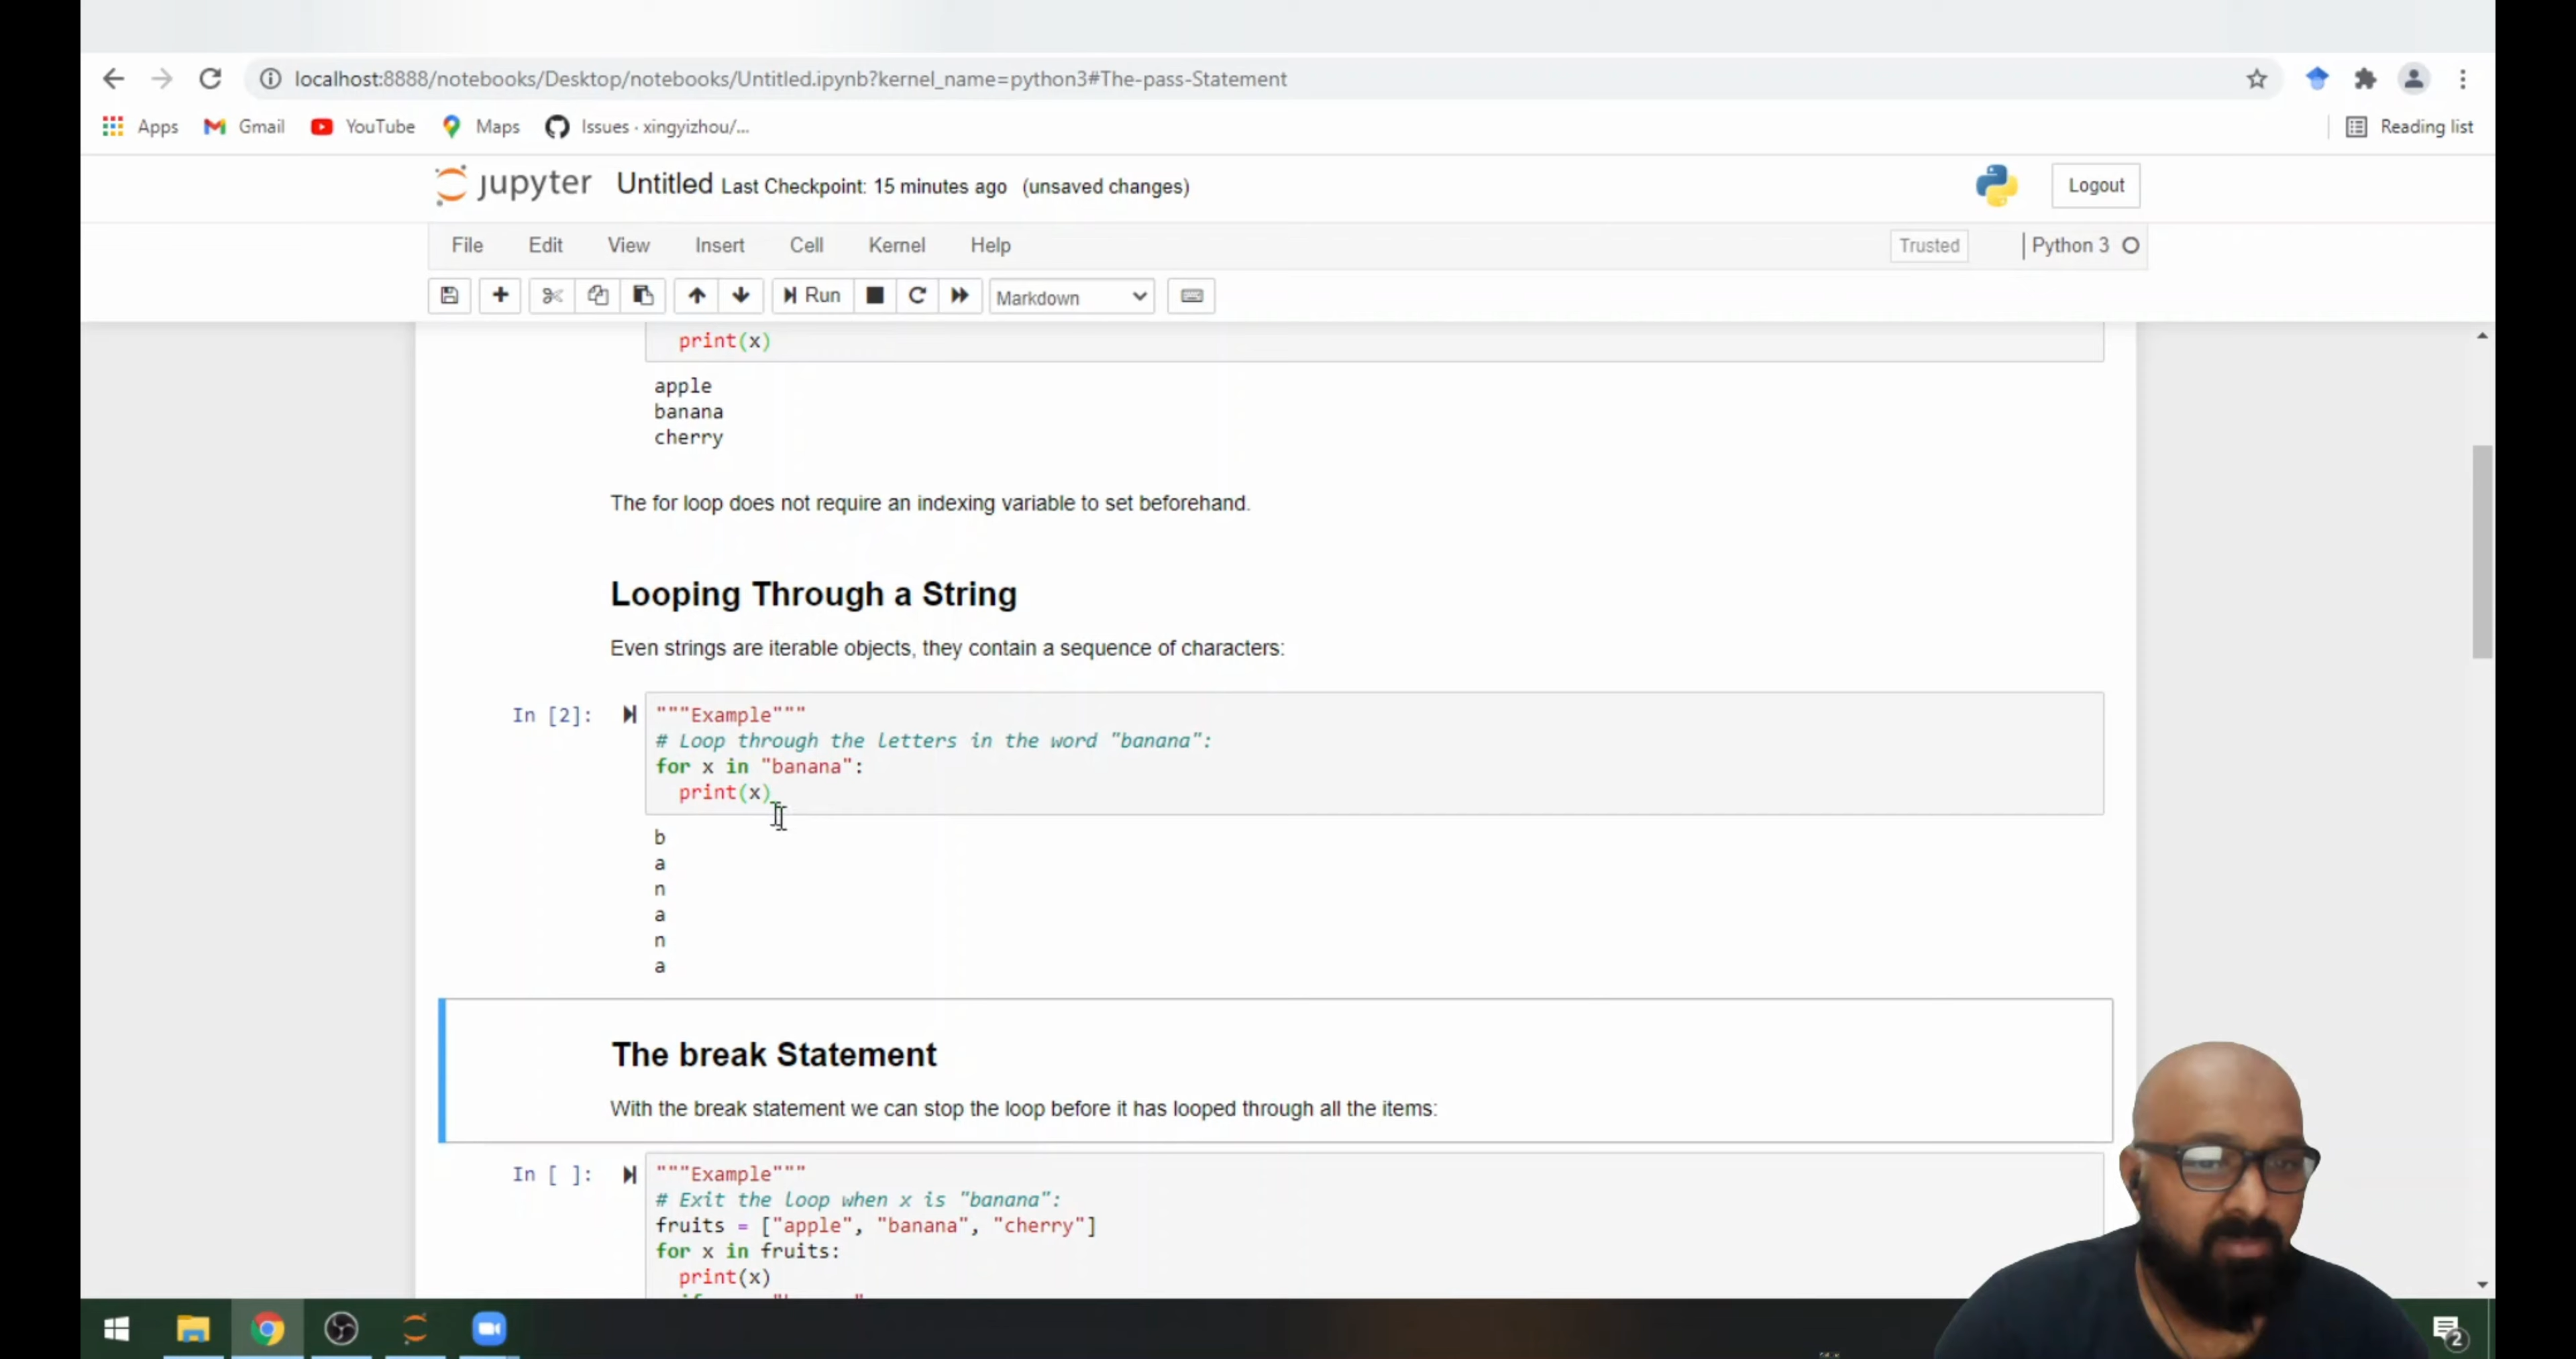 localhost:8888/notebooks/Desktop/notebooks/Untitled.ipynb?kernel_name=python3#The-pass-Statement
Apps Gmail YouTube Maps Issues · xingyizhou/... Reading list
jupyter Untitled Last Checkpoint: 15 minutes ago (unsaved changes) Logout
File Edit View Insert Cell Kernel Help Trusted Python 3
Run Markdown
print(x)
apple
banana
cherry
The for loop does not require an indexing variable to set beforehand.
Looping Through a String
Even strings are iterable objects, they contain a sequence of characters:
In [2]: """Example"""
# Loop through the letters in the word "banana":
for x in "banana":
print(x)
b
a
n
a
n
a
The break Statement
With the break statement we can stop the loop before it has looped through all the items:
In [ ]: """Example"""
# Exit the loop when x is "banana":
fruits = ["apple", "banana", "cherry"]
for x in fruits:
print(x)
2